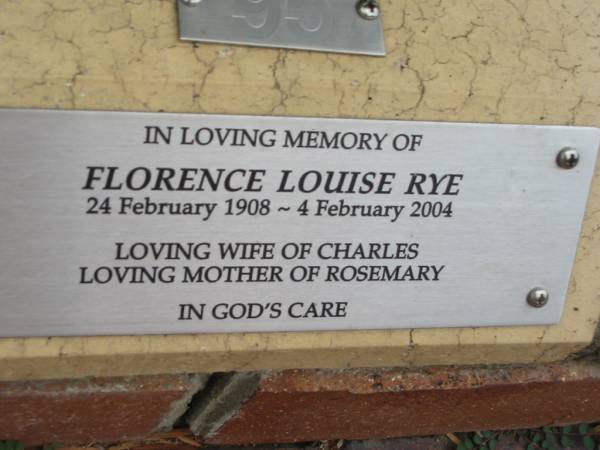 95
IN LOVING MEMORY OF
FLORENCE LOUISE RYE
24 February 1908 ~ 4 February 2004
LOVING WIFE OF CHARLES
LOVING MOTHER OF ROSEMARY
IN GOD'S CARE